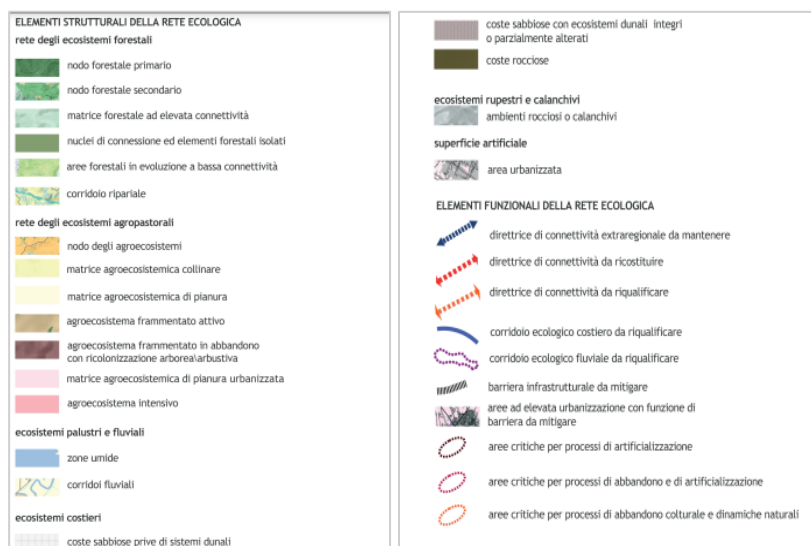 ELEMENTI STRUTTURALI DELLA RETE ECOLOGICA
rete degli ecosistemi forestali
nodo forestale primario
nodo forestale secondario
matrice forestale ad elevata connettività
nuclei di connessione ed elementi forestali isolati
aree forestali in evoluzione a bassa connettività
corridoio ripariale
rete degli ecosistemi agropastorali
nodo degli agroecosistemi
matrice agroecosistemica collinare
matrice agroecosistemica di pianura
agroecosistema frammentato attivo
agroecosistema frammentato in abbandono
con ricolonizzazione arborea\arbustiva
matrice agroecosistemica di pianura urbanizzata
agroecosistema intensivo
ecosistemi palustri e fluviali
zone umide
corridoi fluviali
ecosistemi costieri
coste sabbiose prive di sistemi dunali
coste sabbiose con ecosistemi dunali integri
o parzialmente alterati
coste rocciose
ecosistemi rupestri e calanchivi
ambienti rocciosi o calanchivi
superficie artificiale
area urbanizzata
ELEMENTI FUNZIONALI DELLA RETE ECOLOGICA
direttrice di connettività extraregionale da mantenere
direttrice di connettività da ricostituire
direttrice di connettività da riqualificare
corridoio ecologico costiero da riqualificare
corridoio ecologico fluviale da riqualificare
barriera infrastrutturale da mitigare
aree ad elevata urbanizzazione con funzione di
barriera da mitigare
aree critiche per processi di artificializzazione
aree critiche per processi di abbandono e di artificializzazione
aree critiche per processi di abbandono colturale e dinamiche naturali